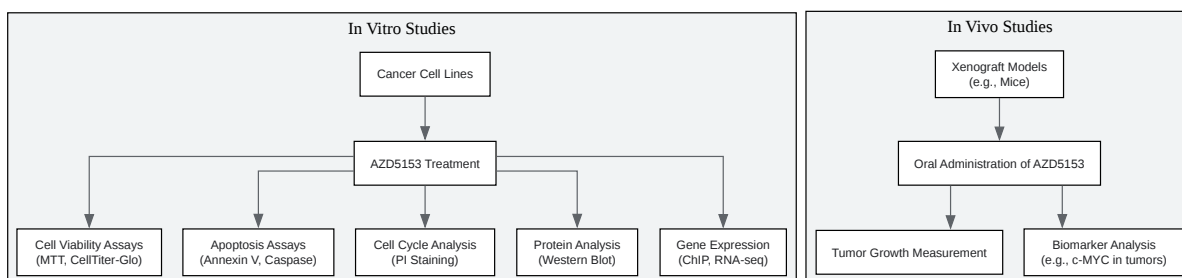 In Vitro Studies
Cancer Cell Lines
AZD5153 Treatment
Cell Viability Assays
(MTT, CellTiter-Glo)
Apoptosis Assays
(Annexin V, Caspase)
Cell Cycle Analysis
(PI Staining)
Protein Analysis
(Western Blot)
Gene Expression
(ChIP, RNA-seq)
In Vivo Studies
Xenograft Models
(e.g., Mice)
Oral Administration of AZD5153
Tumor Growth Measurement
Biomarker Analysis
(e.g., c-MYC in tumors)